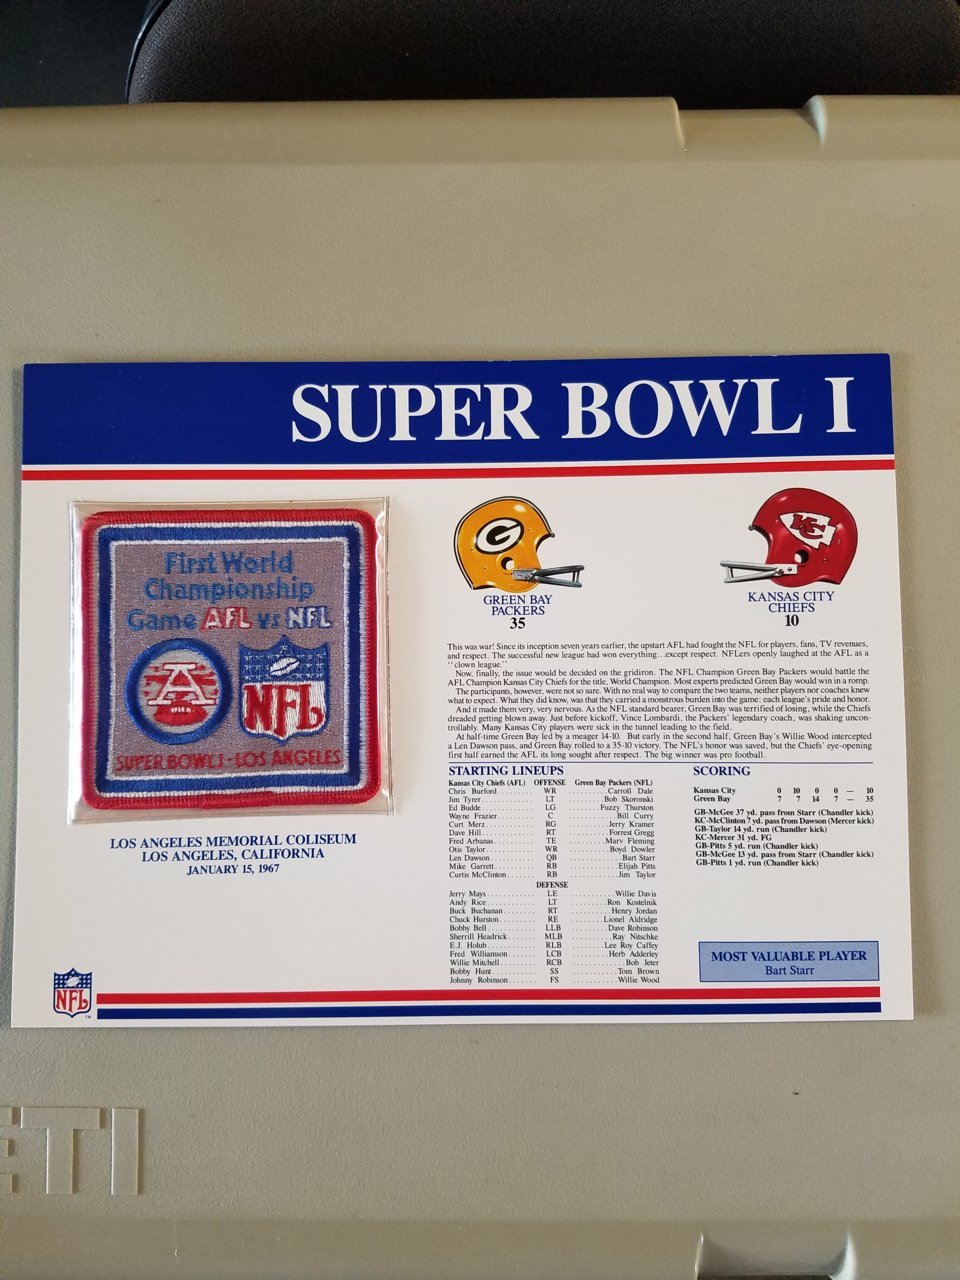 SUPER BOWL I
First World
Championship
Game AFL vs NFL
A
NFL
SUPER BOWL I - LOS ANGELES
LOS ANGELES MEMORIAL COLISEUM
LOS ANGELES, CALIFORNIA
JANUARY 15, 1967
G
GREEN BAY
PACKERS
35
KC
KANSAS CITY
CHIEFS
10
This was war! Since its inception seven years earlier, the upstart AFL had fought the NFL for players, fans, TV revenues,
and respect. The successful new league had won everything...except respect. NFLers openly laughed at the AFL as a
"clown league."
Now, finally, the issue would be decided on the gridiron. The NFL Champion Green Bay Packers would battle the
AFL Champion Kansas City Chiefs for the title, World Champion. Most experts predicted Green Bay would win in a romp.
The participants, however, were not so sure. With no real way to compare the two teams, neither players nor coaches knew
what to expect. What they did know, was that they carried a monstrous burden into the game: each league's pride and honor.
And it made them very, very nervous. As the NFL standard bearer, Green Bay was terrified of losing, while the Chiefs
dreaded getting blown away. Just before kickoff, Vince Lombardi, the Packers' legendary coach, was shaking uncon-
trollably. Many Kansas City players were sick in the tunnel leading to the field.
At half-time Green Bay led by a meager 14-10. But early in the second half, Green Bay's Willie Wood intercepted
a Len Dawson pass, and Green Bay rolled to a 35-10 victory. The NFL's honor was saved, but the Chiefs' eye-opening
first half earned the AFL its long sought after respect. The big winner was pro football.
STARTING LINEUPS
Kansas City Chiefs (AFL) OFFENSE Green Bay Packers (NFL)
Chris Burford......... WR .........Carroll Dale
Jim Tyrer......... LT .........Bob Skoronski
Ed Budde......... LG .........Fuzzy Thurston
Wayne Frazier......... C .........Bill Curry
Curt Merz......... RG .........Jerry Kramer
Dave Hill......... RT .........Forrest Gregg
Fred Arbanas......... TE .........Marv Fleming
Otis Taylor......... WR .........Boyd Dowler
Len Dawson......... QB .........Bart Starr
Mike Garrett......... RB .........Elijah Pitts
Curtis McClinton......... RB .........Jim Taylor
DEFENSE
Jerry Mays......... LE .........Willie Davis
Andy Rice......... LT .........Ron Kostelnik
Buck Buchanan......... RT .........Henry Jordan
Chuck Hurston......... RE .........Lionel Aldridge
Bobby Bell......... LLB .........Dave Robinson
Sherrill Headrick......... MLB .........Ray Nitschke
E.J. Holub......... RLB .........Lee Roy Caffey
Fred Williamson......... LCB .........Herb Adderley
Willie Mitchell......... RCB .........Bob Jeter
Bobby Hunt......... SS .........Tom Brown
Johnny Robinson......... FS .........Willie Wood
SCORING
Kansas City 0 10 0 0 — 10
Green Bay 7 7 14 7 — 35
GB-McGee 37 yd. pass from Starr (Chandler kick)
KC-McClinton 7 yd. pass from Dawson (Mercer kick)
GB-Taylor 14 yd. run (Chandler kick)
KC-Mercer 31 yd. FG
GB-Pitts 5 yd. run (Chandler kick)
GB-McGee 13 yd. pass from Starr (Chandler kick)
GB-Pitts 1 yd. run (Chandler kick)
MOST VALUABLE PLAYER
Bart Starr
NFL
TM
ETI